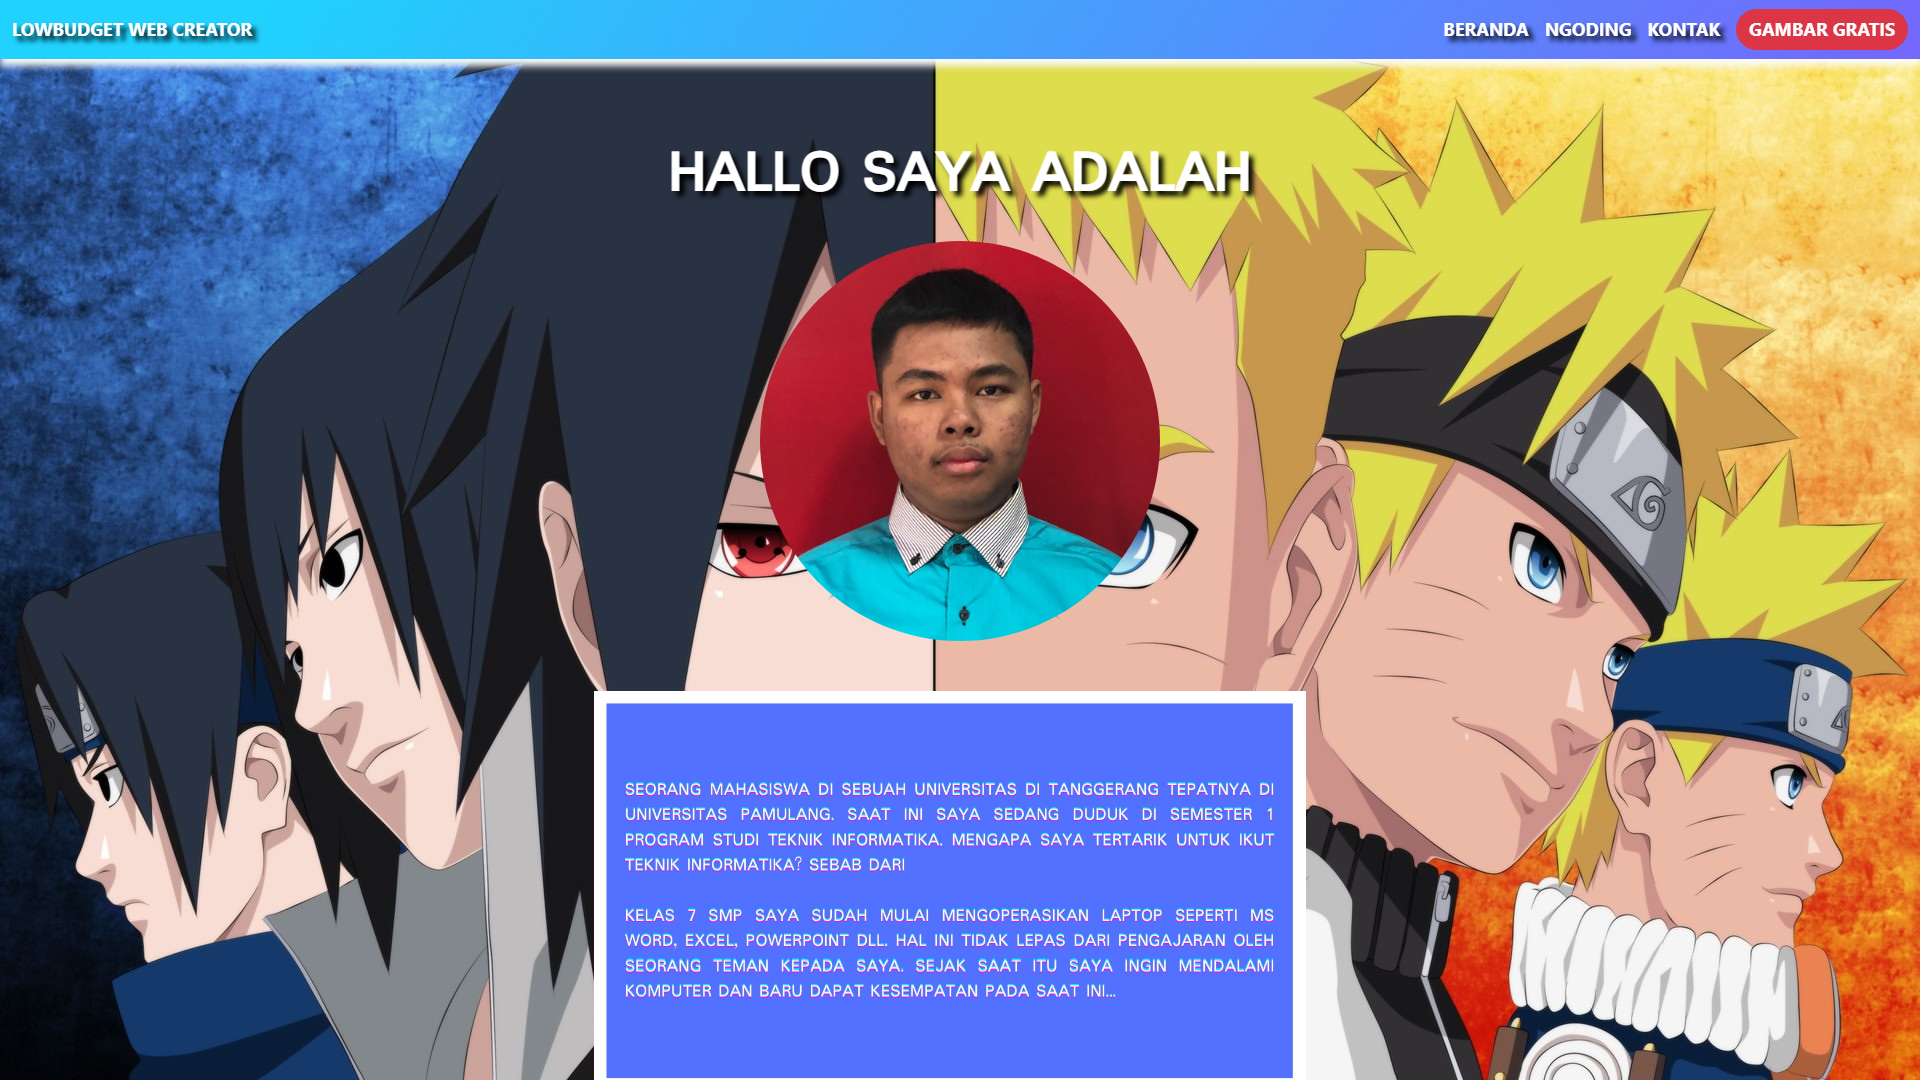 LOWBUDGET WEB CREATOR
BERANDA NGODING KONTAK GAMBAR GRATIS
HALLO SAYA ADALAH
SEORANG MAHASISWA DI SEBUAH UNIVERSITAS DI TANGGERANG TEPATNYA DI
UNIVERSITAS PAMULANG. SAAT INI SAYA SEDANG DUDUK DI SEMESTER 1
PROGRAM STUDI TEKNIK INFORMATIKA. MENGAPA SAYA TERTARIK UNTUK IKUT
TEKNIK INFORMATIKA? SEBAB DARI
KELAS 7 SMP SAYA SUDAH MULAI MENGOPERASIKAN LAPTOP SEPERTI MS
WORD, EXCEL, POWERPOINT DLL. HAL INI TIDAK LEPAS DARI PENGAJARAN OLEH
SEORANG TEMAN KEPADA SAYA. SEJAK SAAT ITU SAYA INGIN MENDALAMI
KOMPUTER DAN BARU DAPAT KESEMPATAN PADA SAAT INI...